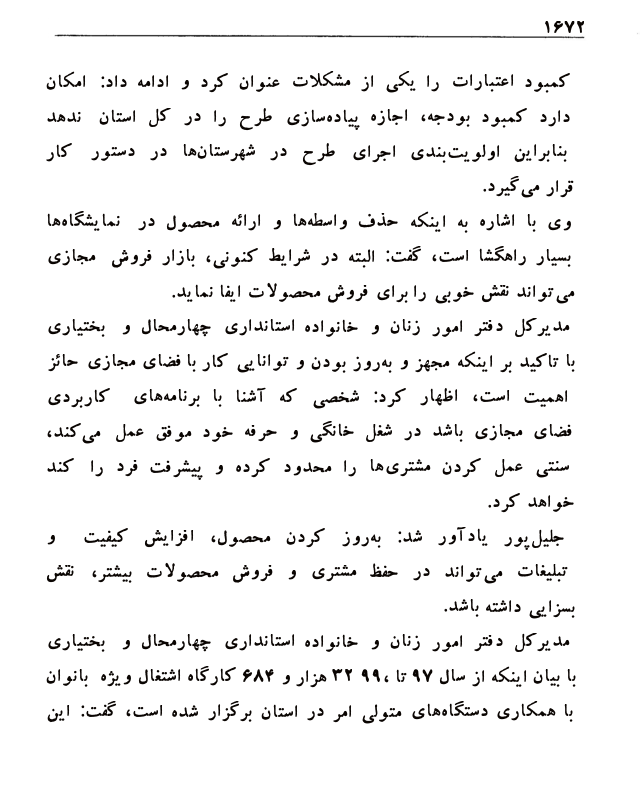 ۱۶۷۲
کمبود اعتبارات را یکی از مشکلات عنوان کرد و ادامه داد: امکان
دارد کمبود بودجه، اجازه پیاده‌سازی طرح را در کل استان ندهد
بنابراین اولویت‌بندی اجرای طرح در شهرستان‌ها در دستور کار
قرار می‌گیرد.
وی با اشاره به اینکه حذف واسطه‌ها و ارائه محصول در نمایشگاه‌ها
بسیار راهگشا است، گفت: البته در شرایط کنونی، بازار فروش مجازی
می‌تواند نقش خوبی را برای فروش محصولات ایفا نماید.
مدیرکل دفتر امور زنان و خانواده استانداری چهارمحال و بختیاری
با تاکید بر اینکه مجهز و به‌روز بودن و توانایی کار با فضای مجازی حائز
اهمیت است، اظهار کرد: شخصی که آشنا با برنامه‌های کاربردی
فضای مجازی باشد در شغل خانگی و حرفه خود موفق عمل می‌کند،
سنتی عمل کردن مشتری‌ها را محدود کرده و پیشرفت فرد را کند
خواهد کرد.
جلیل‌پور یادآور شد: به‌روز کردن محصول، افزایش کیفیت و
تبلیغات می‌تواند در حفظ مشتری و فروش محصولات بیشتر، نقش
بسزایی داشته باشد.
مدیرکل دفتر امور زنان و خانواده استانداری چهارمحال و بختیاری
با بیان اینکه از سال ۹۷ تا ۹۹، ۳۲ هزار و ۶۸۴ کارگاه اشتغال ویژه بانوان
با همکاری دستگاه‌های متولی امر در استان برگزار شده است، گفت: این